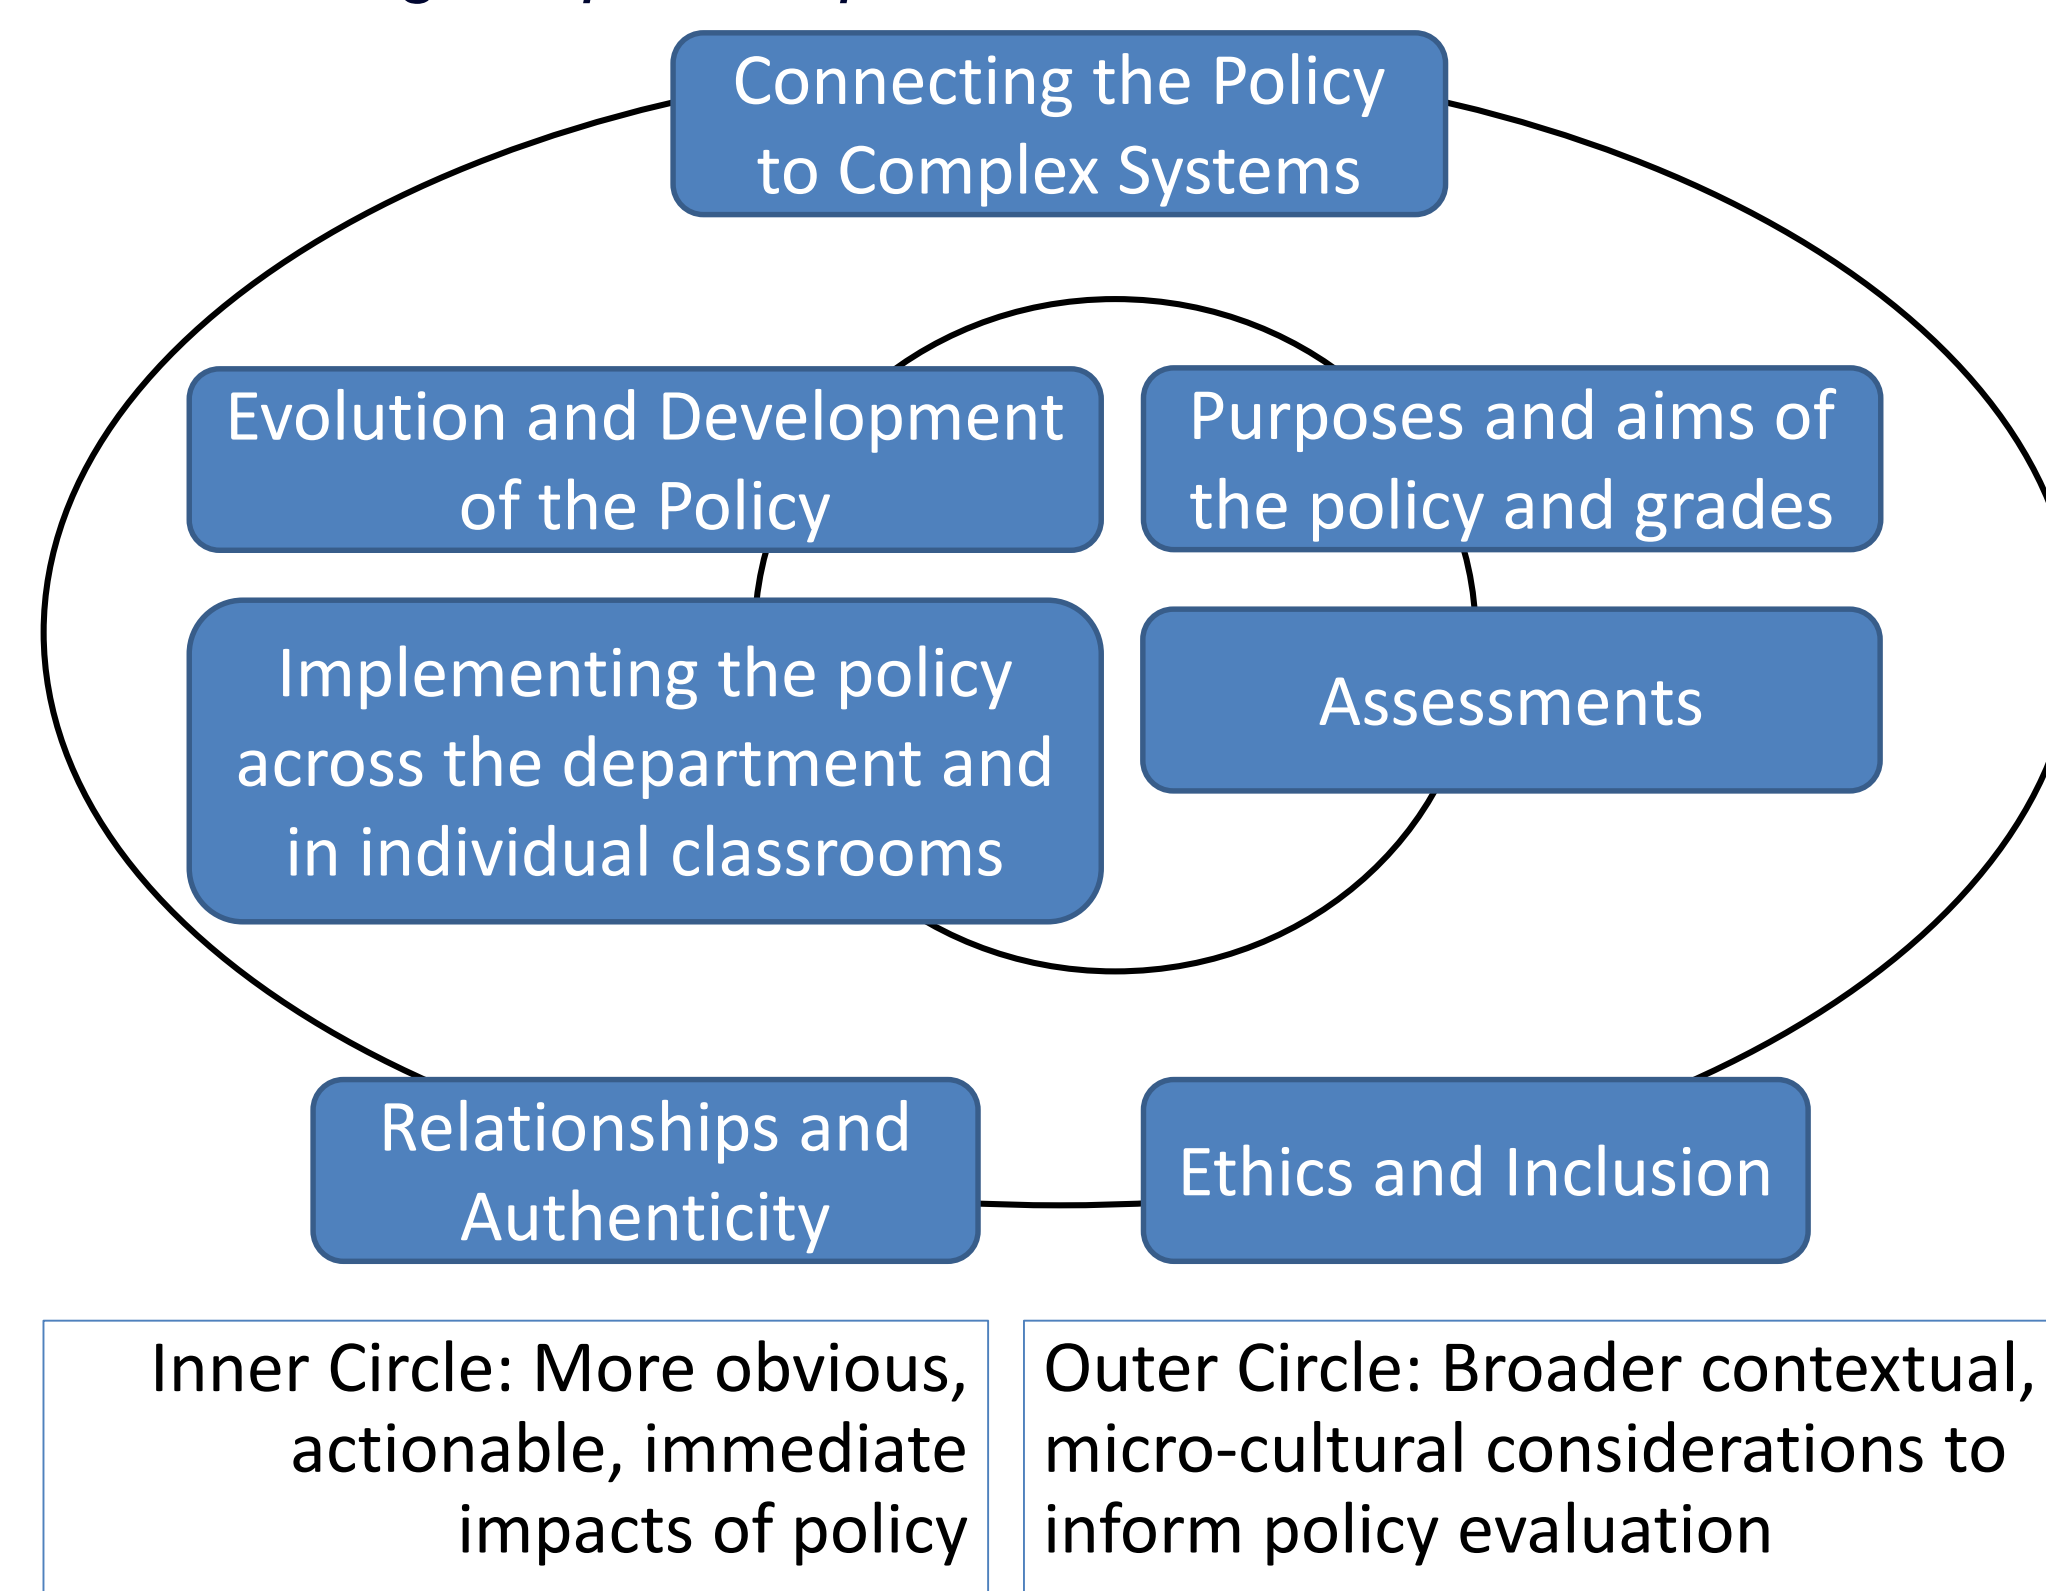 Connecting the Policy
to Complex Systems
Evolution and Development
of the Policy
Purposes and aims of
the policy and grades
Implementing the policy
across the department and
in individual classrooms
Assessments
Relationships and
Authenticity
Ethics and Inclusion
Inner Circle: More obvious,
actionable, immediate
impacts of policy
Outer Circle: Broader contextual,
micro-cultural considerations to
inform policy evaluation